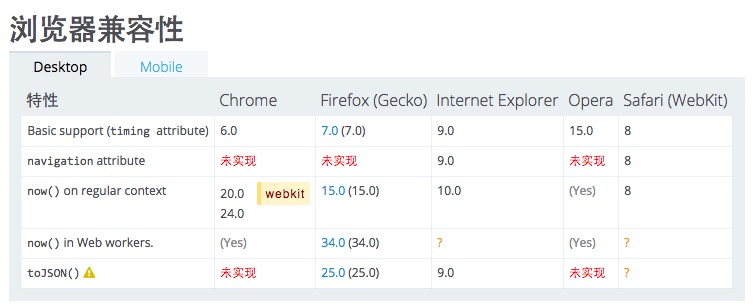 浏览器兼容性
Desktop Mobile
特性 Chrome Firefox (Gecko) Internet Explorer Opera Safari (WebKit)
Basic support (timing attribute) 6.0 7.0 (7.0) 9.0 15.0 8
navigation attribute 未实现 未实现 9.0 未实现 8
now() on regular context 20.0 webkit 15.0 (15.0) 10.0 (Yes) 8
24.0
now() in Web workers. (Yes) 34.0 (34.0) ? (Yes) ?
toJSON() 未实现 25.0 (25.0) 9.0 未实现 ?